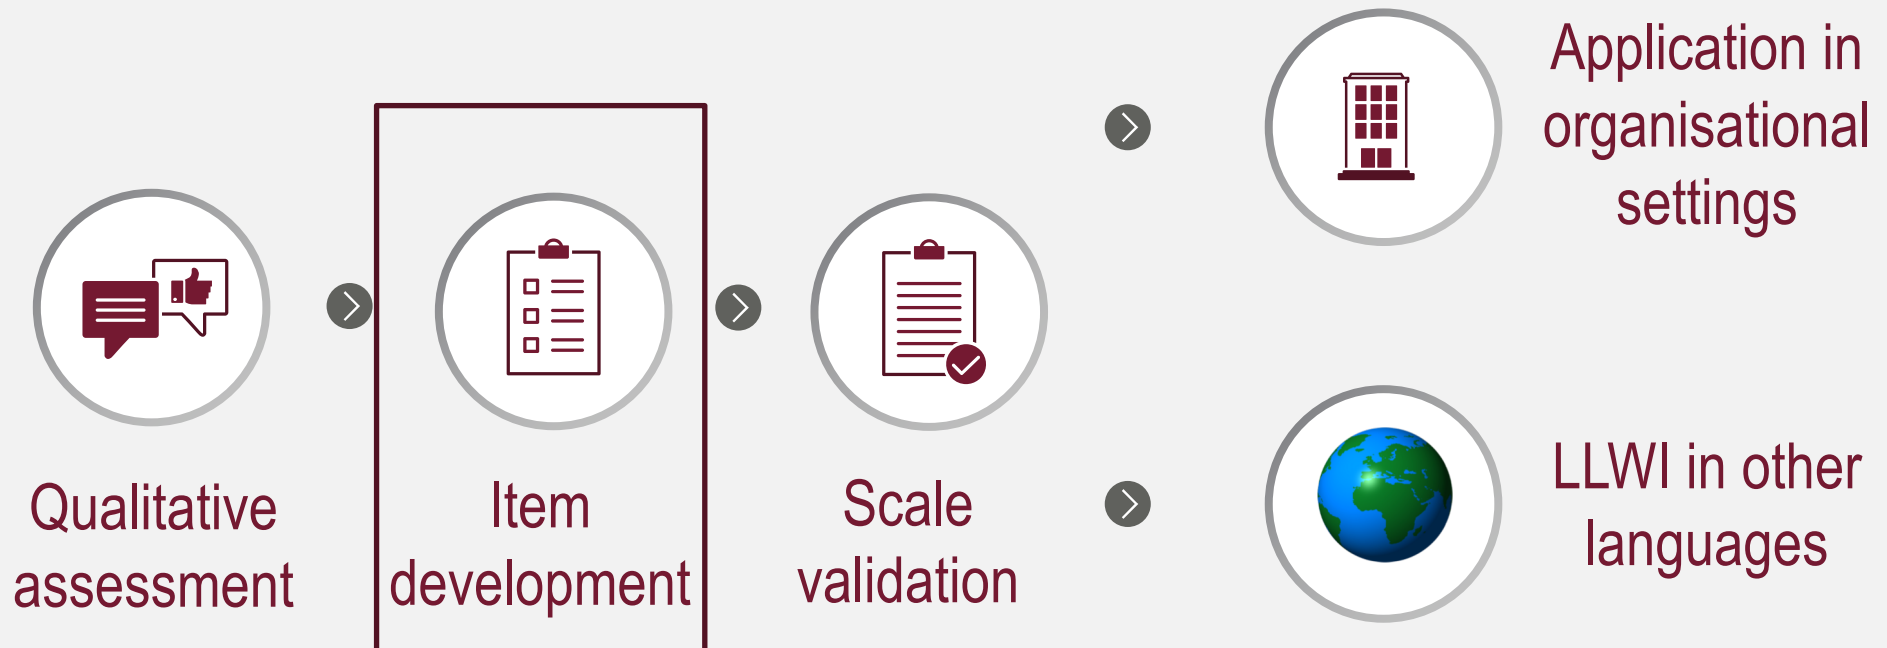 Qualitative
assessment
Item
development
Scale
validation
Application in
organisational
settings
LLWI in other
languages